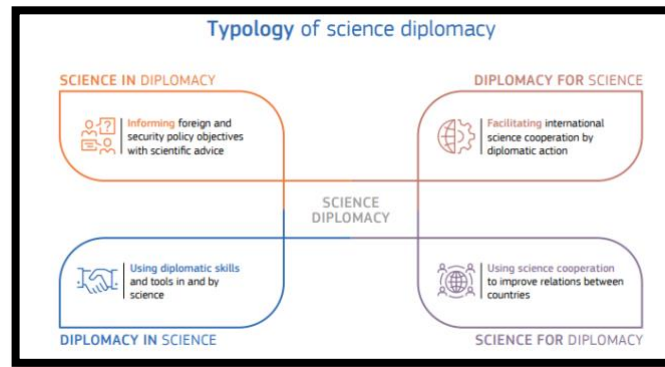 Typology of science diplomacy
SCIENCE IN DIPLOMACY
Informing foreign and
security policy objectives
with scientific advice
DIPLOMACY FOR SCIENCE
Facilitating international
science cooperation by
diplomatic action
SCIENCE
DIPLOMACY
Using diplomatic skills
and tools in and by
science
DIPLOMACY IN SCIENCE
Using science cooperation
to improve relations between
countries
SCIENCE FOR DIPLOMACY